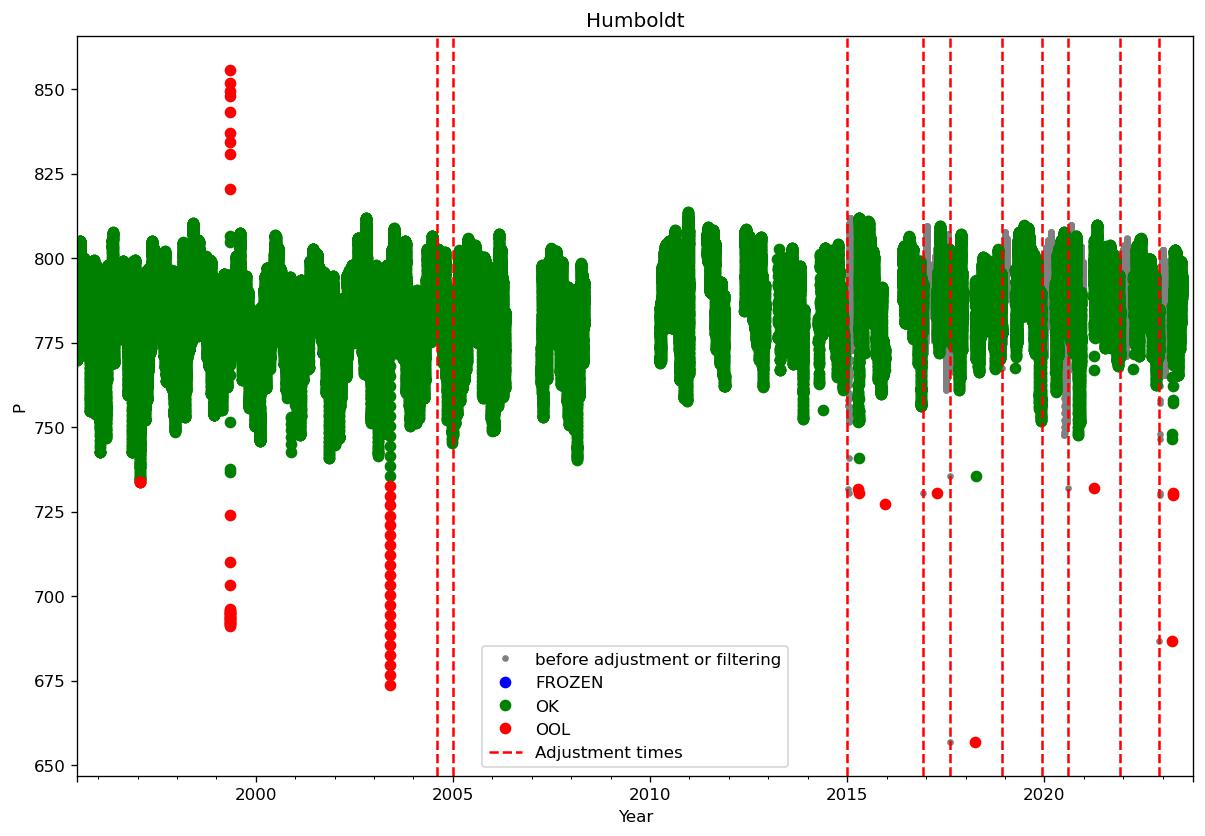 Humboldt
850
825
800
775
750
725
700
675
650
P
before adjustment or filtering
FROZEN
OK
OOL
Adjustment times
2000 2005 2010 2015 2020
Year